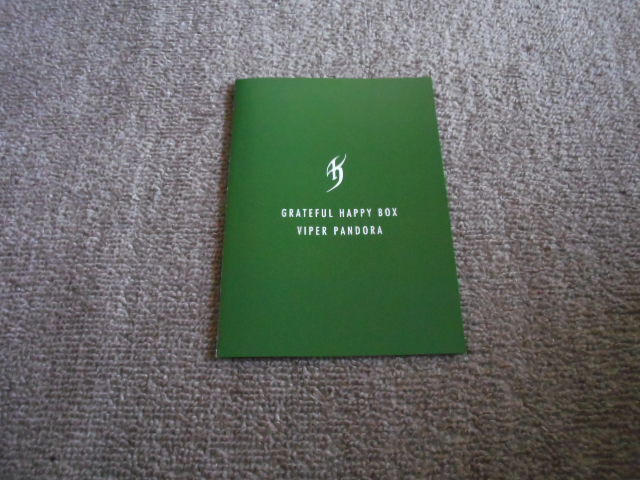 GRATEFUL HAPPY BOX
VIPER PANDORA